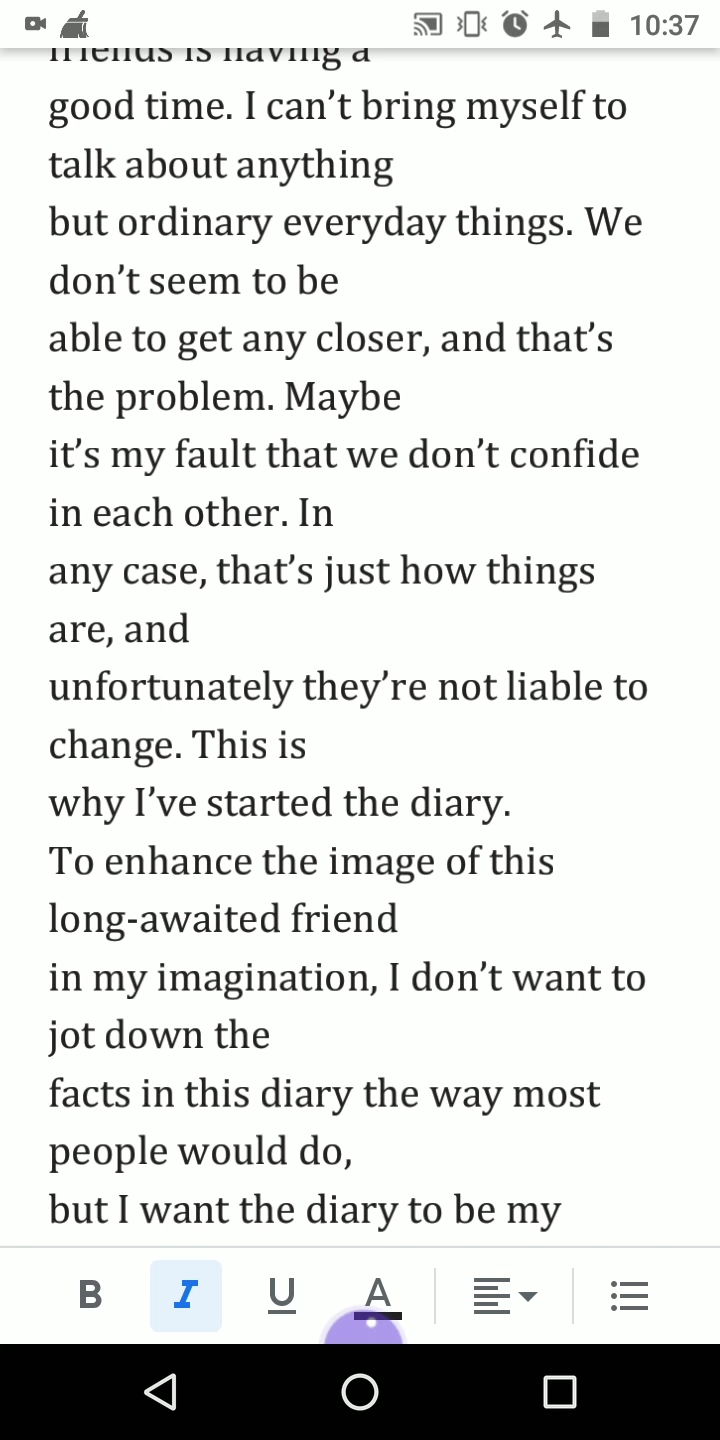 10:37
friends is having a
good time. I can’t bring myself to
talk about anything
but ordinary everyday things. We
don’t seem to be
able to get any closer, and that’s
the problem. Maybe
it’s my fault that we don’t confide
in each other. In
any case, that’s just how things
are, and
unfortunately they’re not liable to
change. This is
why I’ve started the diary.
To enhance the image of this
long-awaited friend
in my imagination, I don’t want to
jot down the
facts in this diary the way most
people would do,
but I want the diary to be my
B I U A